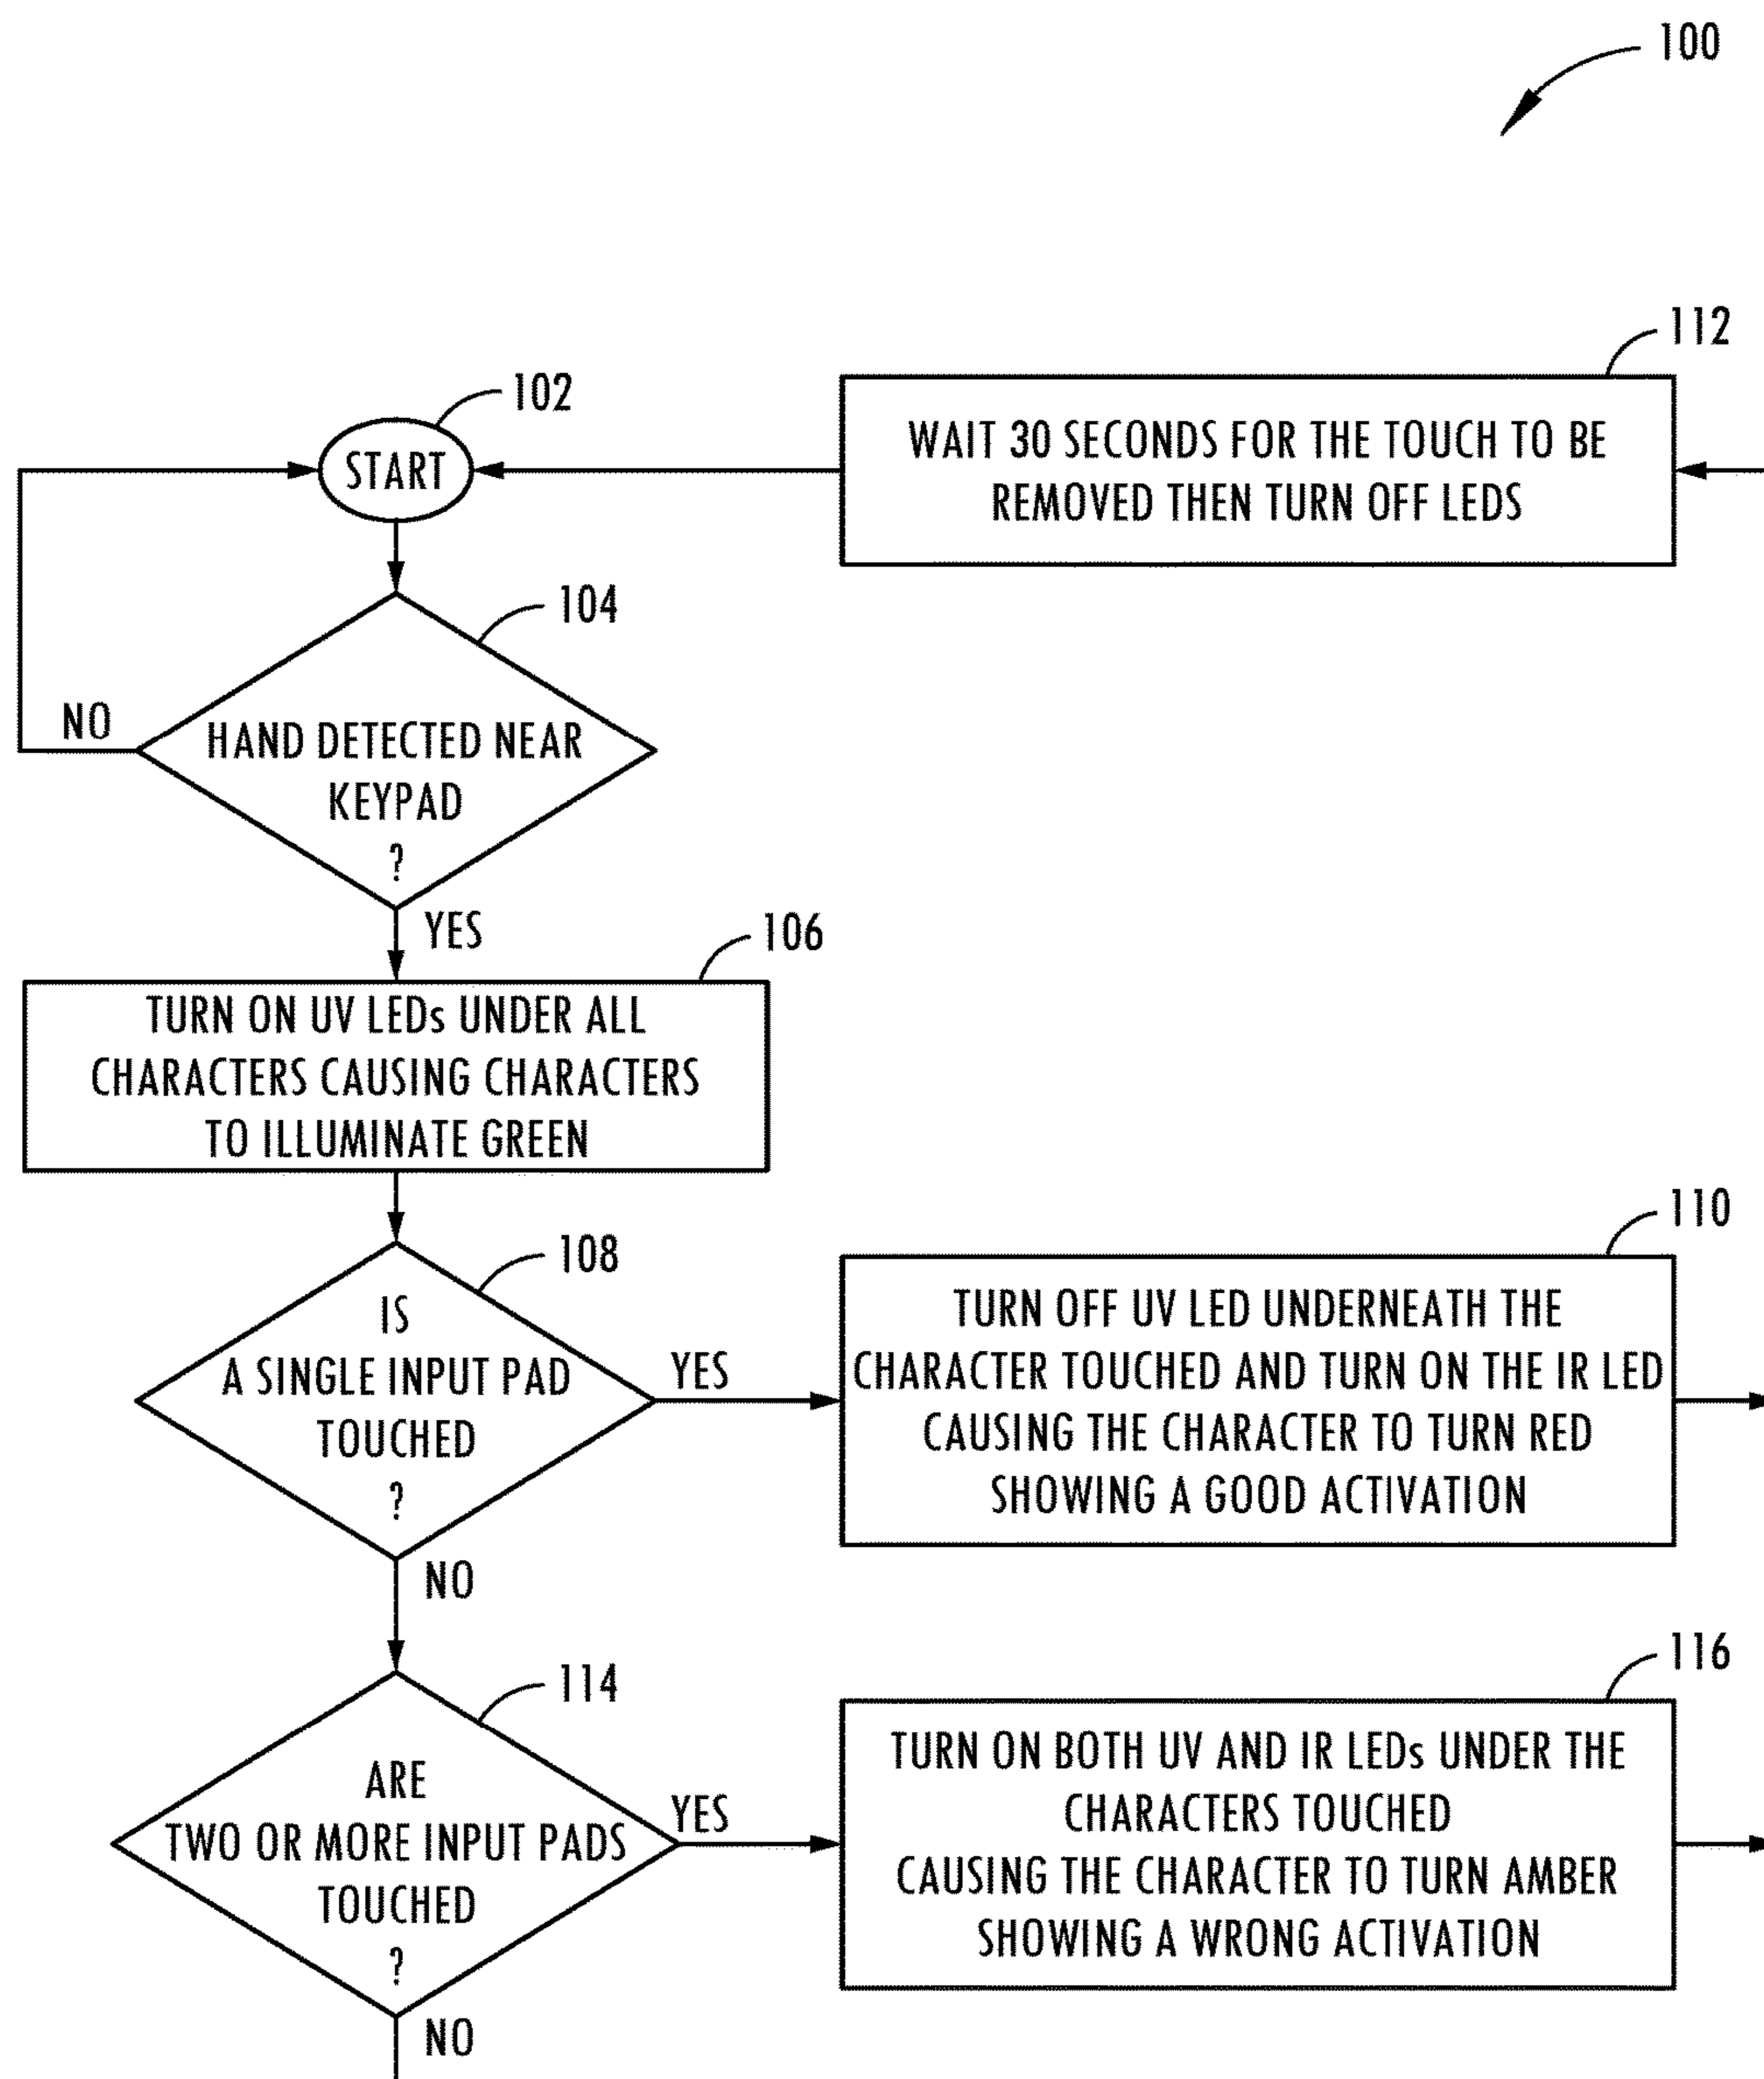 100
112
102
WAIT 30 SECONDS FOR THE TOUCH TO BE
REMOVED THEN TURN OFF LEDS
START
104
NO
HAND DETECTED NEAR
KEYPAD
?
YES
106
TURN ON UV LEDs UNDER ALL
CHARACTERS CAUSING CHARACTERS
TO ILLUMINATE GREEN
108
IS
A SINGLE INPUT PAD
TOUCHED
?
YES
110
TURN OFF UV LED UNDERNEATH THE
CHARACTER TOUCHED AND TURN ON THE IR LED
CAUSING THE CHARACTER TO TURN RED
SHOWING A GOOD ACTIVATION
NO
114
ARE
TWO OR MORE INPUT PADS
TOUCHED
?
YES
116
TURN ON BOTH UV AND IR LEDs UNDER THE
CHARACTERS TOUCHED
CAUSING THE CHARACTER TO TURN AMBER
SHOWING A WRONG ACTIVATION
NO